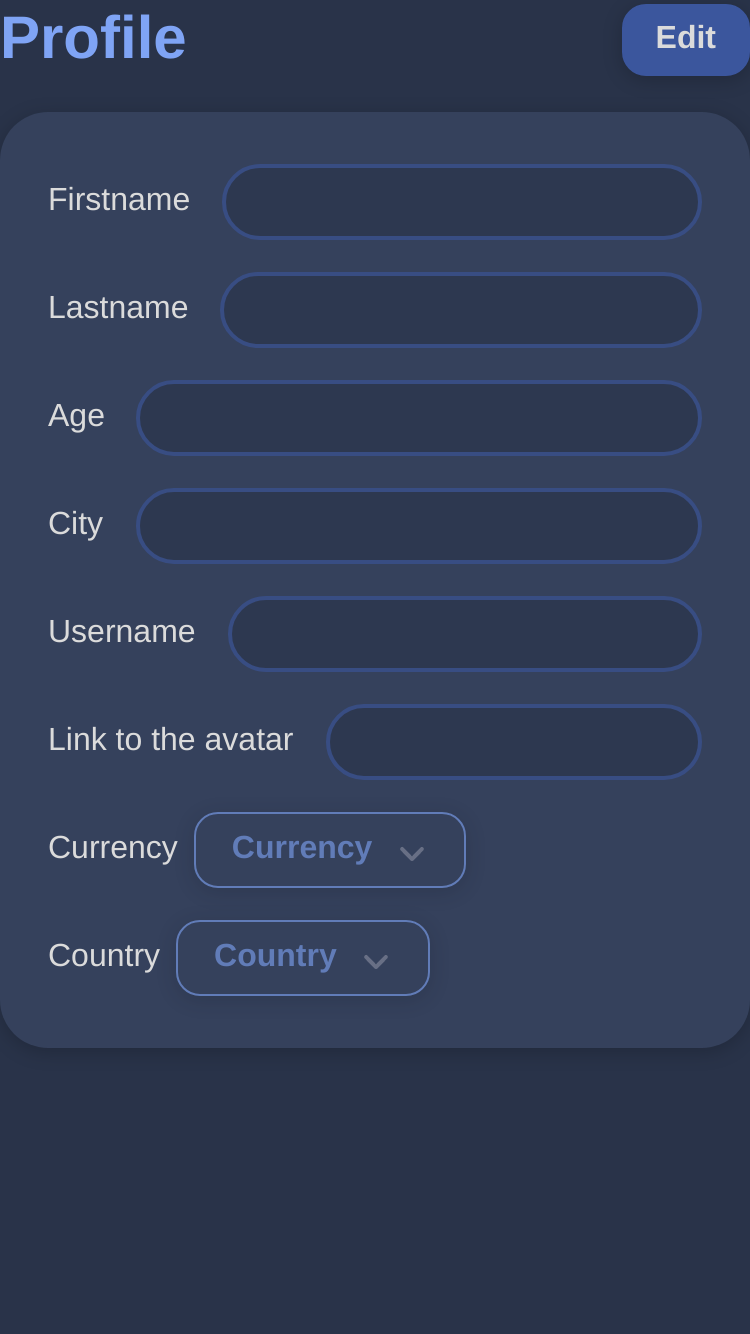 Profile
Edit
Firstname
Lastname
Age
City
Username
Link to the avatar
Currency Currency
Country Country